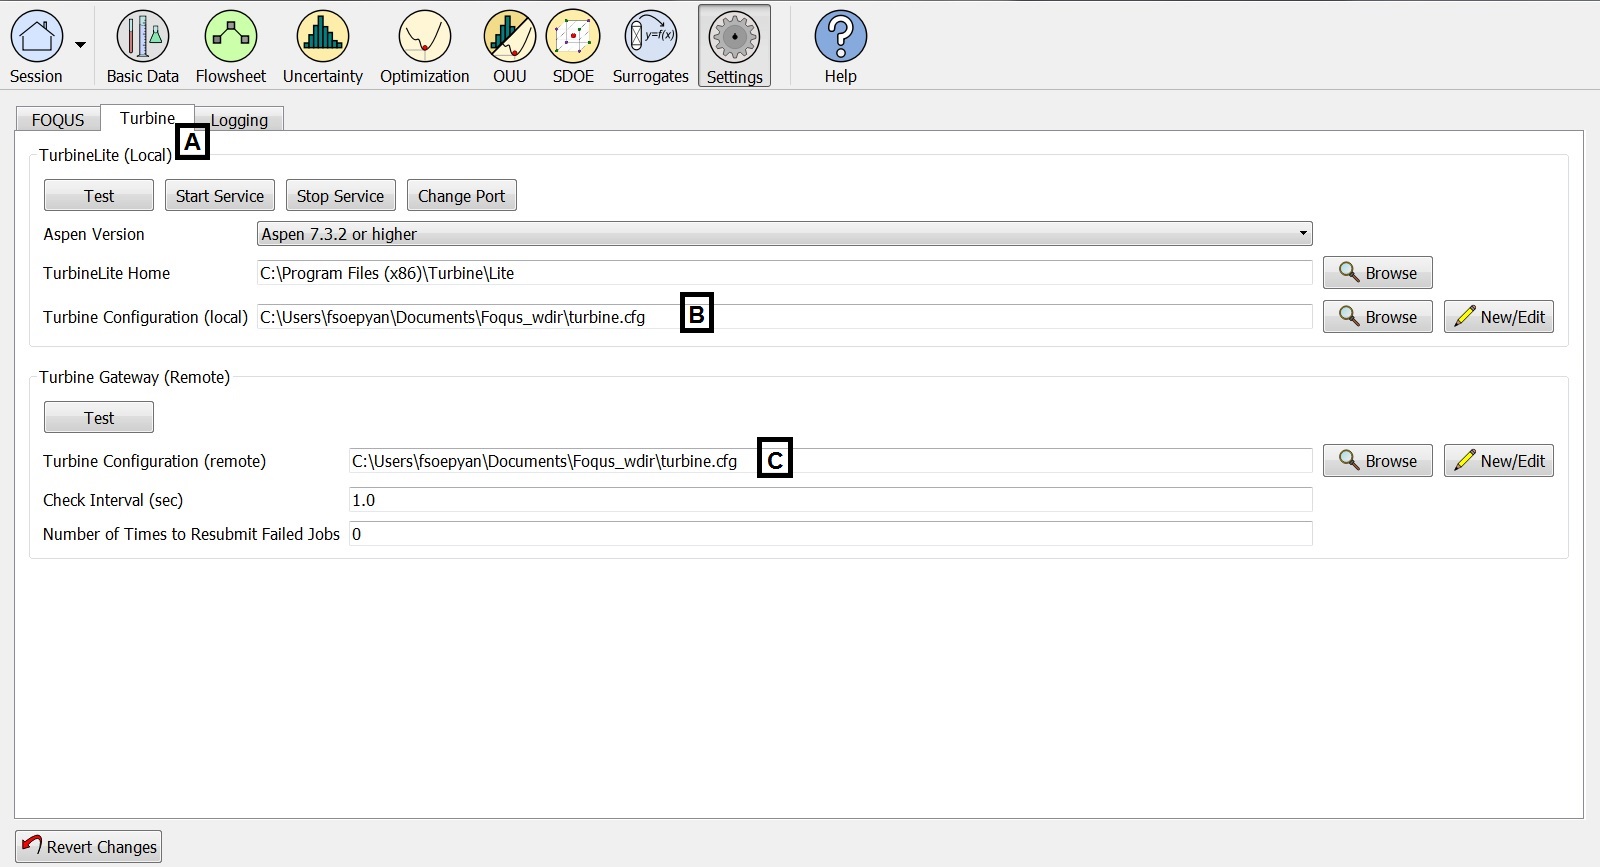 y=f(x)
Session Basic Data Flowsheet Uncertainty Optimization OUU SDOE Surrogates Settings Help
FOQUS Turbine Logging
A
TurbineLite (Local)
Test Start Service Stop Service Change Port
Aspen Version Aspen 7.3.2 or higher
TurbineLite Home C:\Program Files (x86)\Turbine\Lite Browse
Turbine Configuration (local) C:\Users\fsoepyan\Documents\Foqus_wdir\turbine.cfg B Browse New/Edit
Turbine Gateway (Remote)
Test
Turbine Configuration (remote) C:\Users\fsoepyan\Documents\Foqus_wdir\turbine.cfg C Browse New/Edit
Check Interval (sec) 1.0
Number of Times to Resubmit Failed Jobs 0
Revert Changes